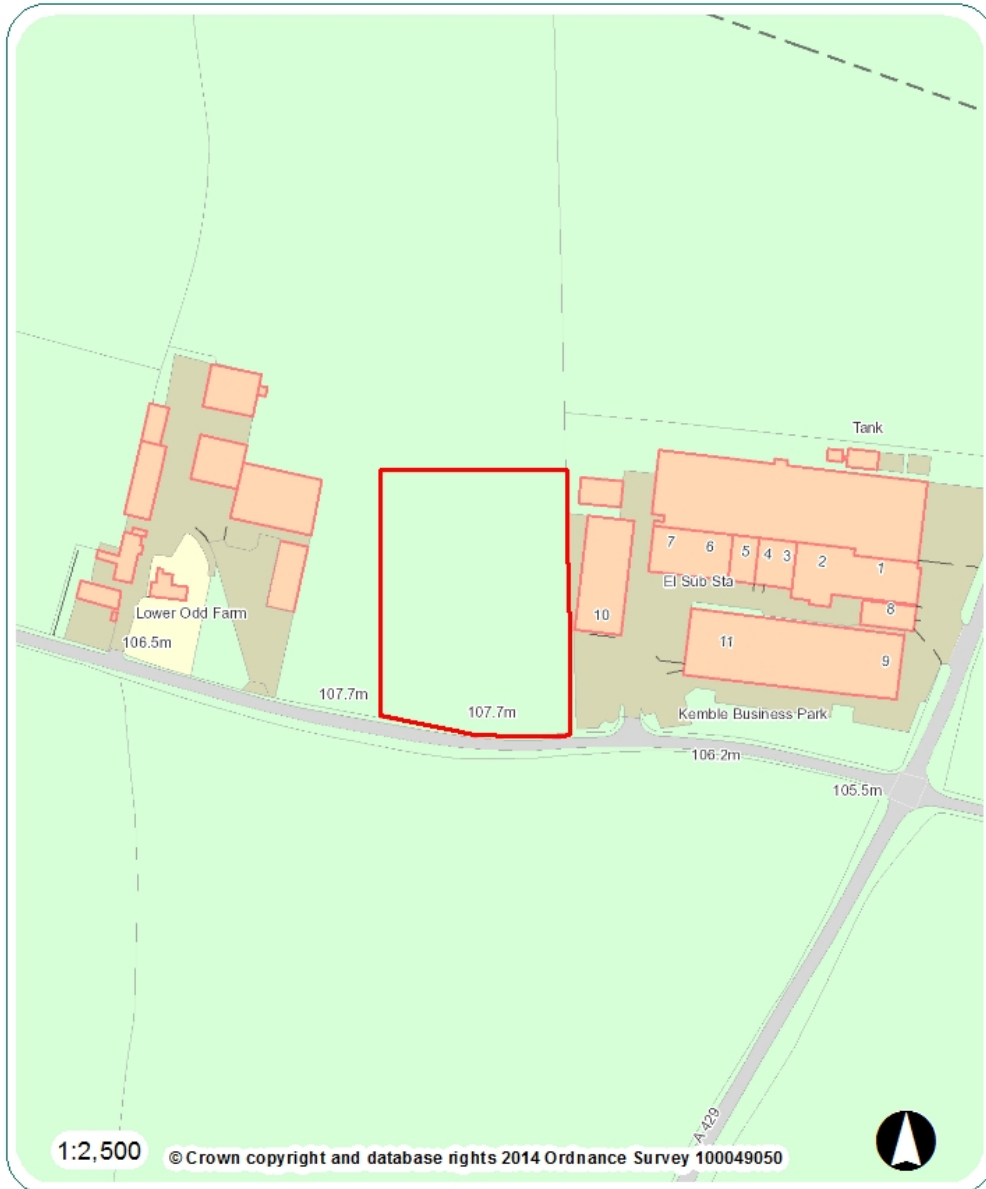 Tank
7
6
5
4
3
2
1
El Sub Sta
8
10
Lower Odd Farm
11
106.5m
9
107.7m
107.7m
Kemble Business Park
106.2m
105.5m
A 429
1:2,500
© Crown copyright and database rights 2014 Ordnance Survey 100049050